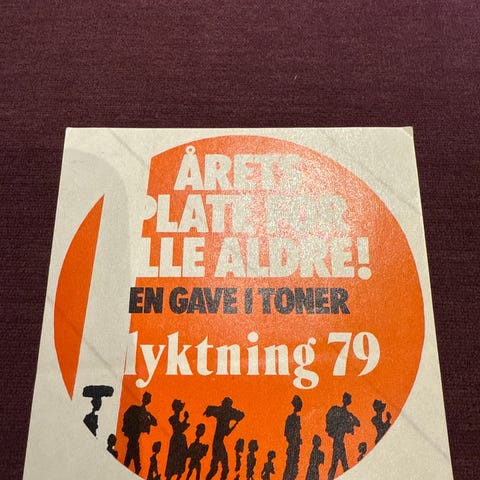 ÅRETS
PLATE FOR
LLE ALDRE!
EN GAVE I TONER
lyktning 79